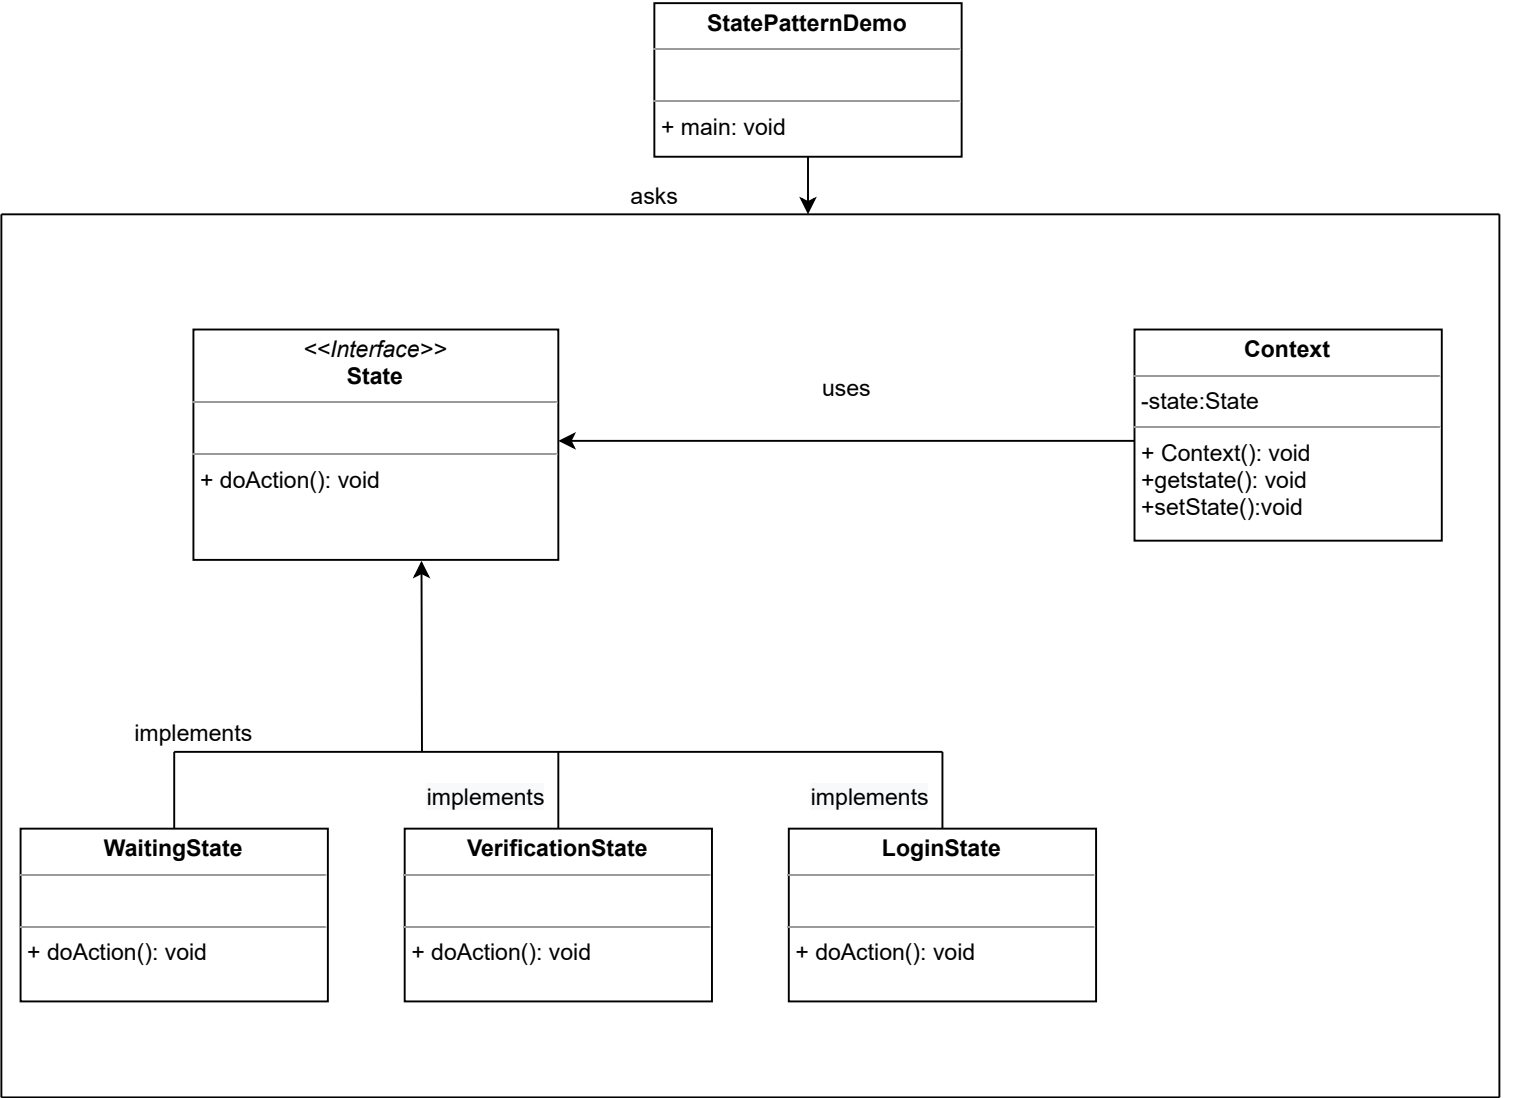 StatePatternDemo
+ main: void
asks
<<Interface>>
State
+ doAction(): void
uses
Context
-state:State
+ Context(): void
+getstate(): void
+setState():void
implements
implements
implements
WaitingState
+ doAction(): void
VerificationState
+ doAction(): void
LoginState
+ doAction(): void